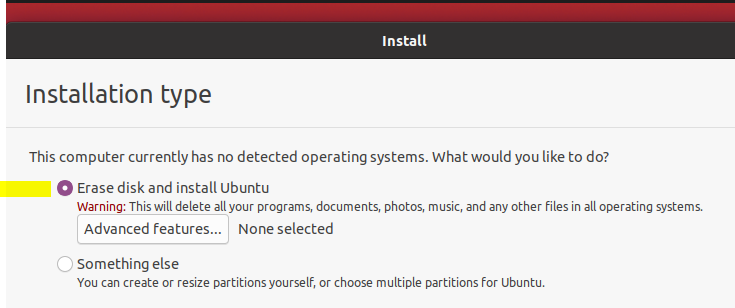 Install
Installation type
This computer currently has no detected operating systems. What would you like to do?
Erase disk and install Ubuntu
Warning: This will delete all your programs, documents, photos, music, and any other files in all operating systems.
Advanced features... None selected
Something else
You can create or resize partitions yourself, or choose multiple partitions for Ubuntu.